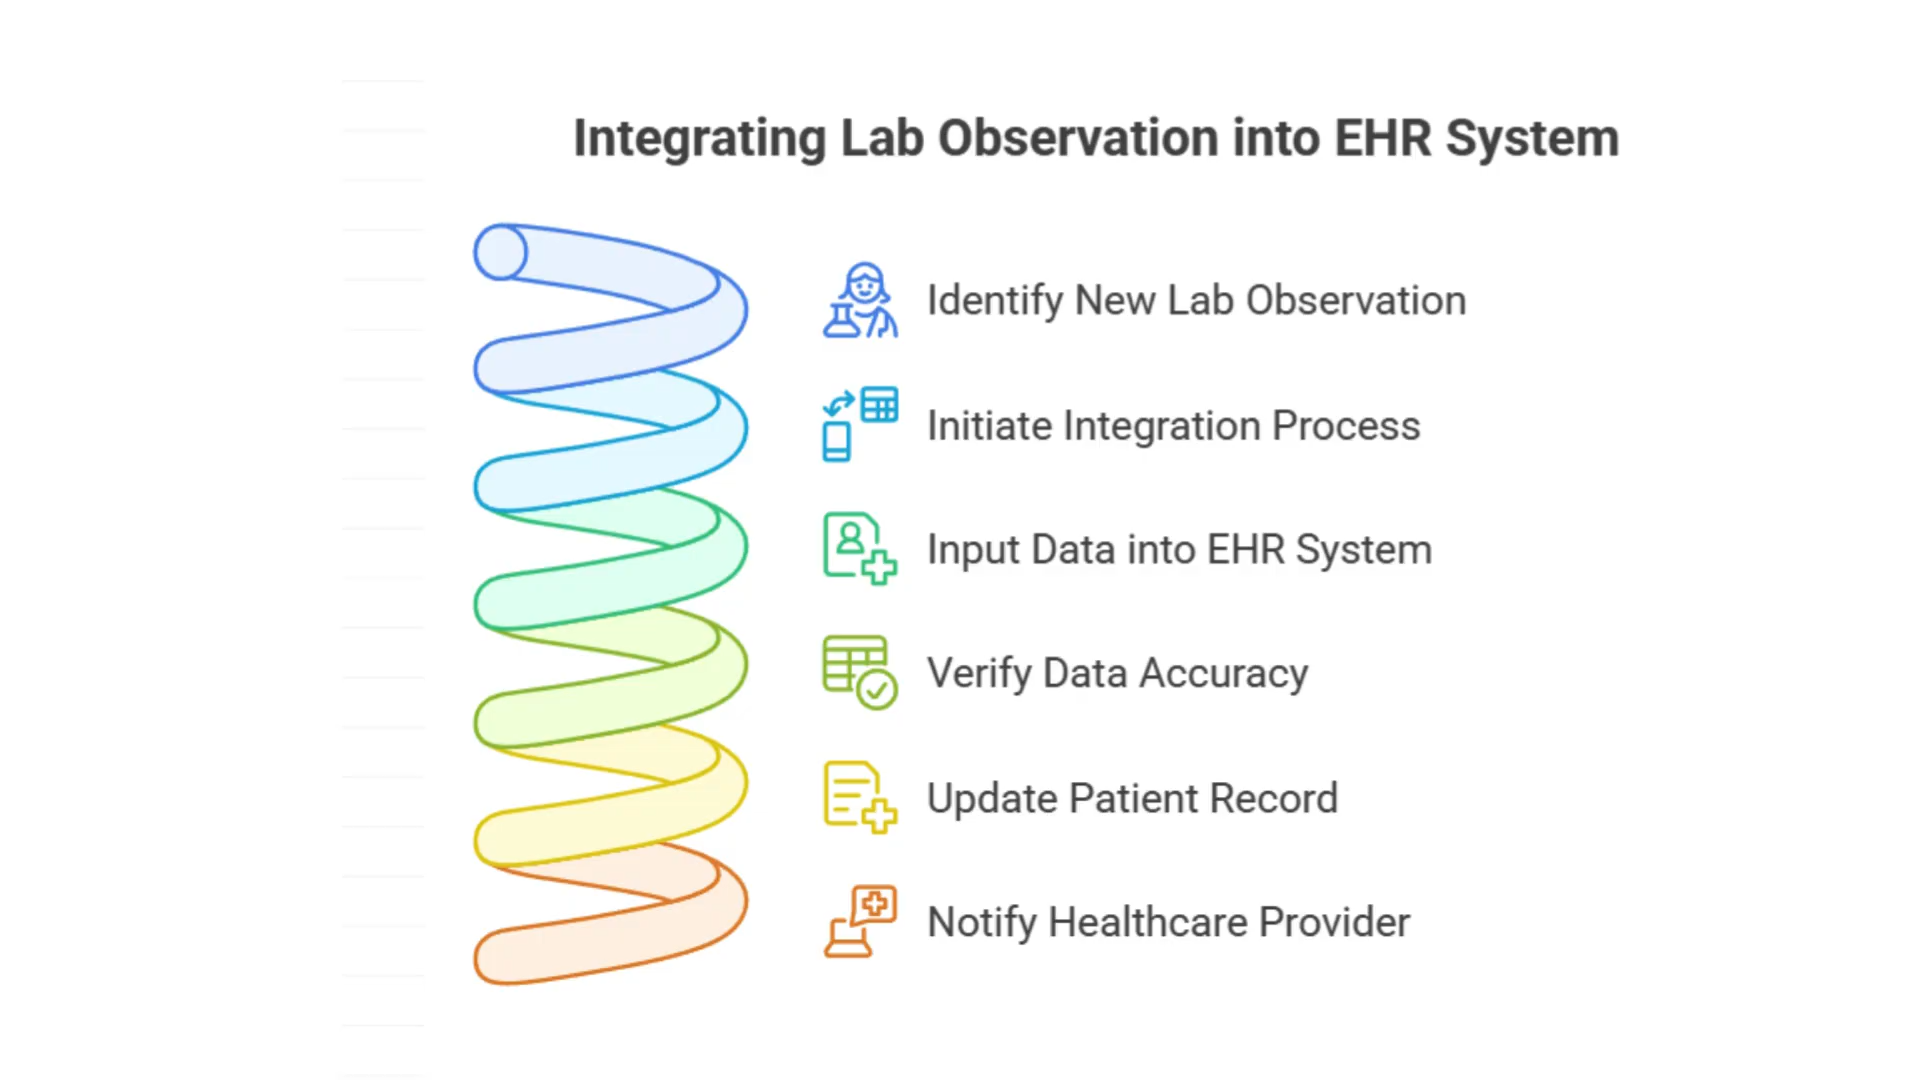 Integrating Lab Observation into EHR System
Identify New Lab Observation
Initiate Integration Process
Input Data into EHR System
Verify Data Accuracy
Update Patient Record
Notify Healthcare Provider